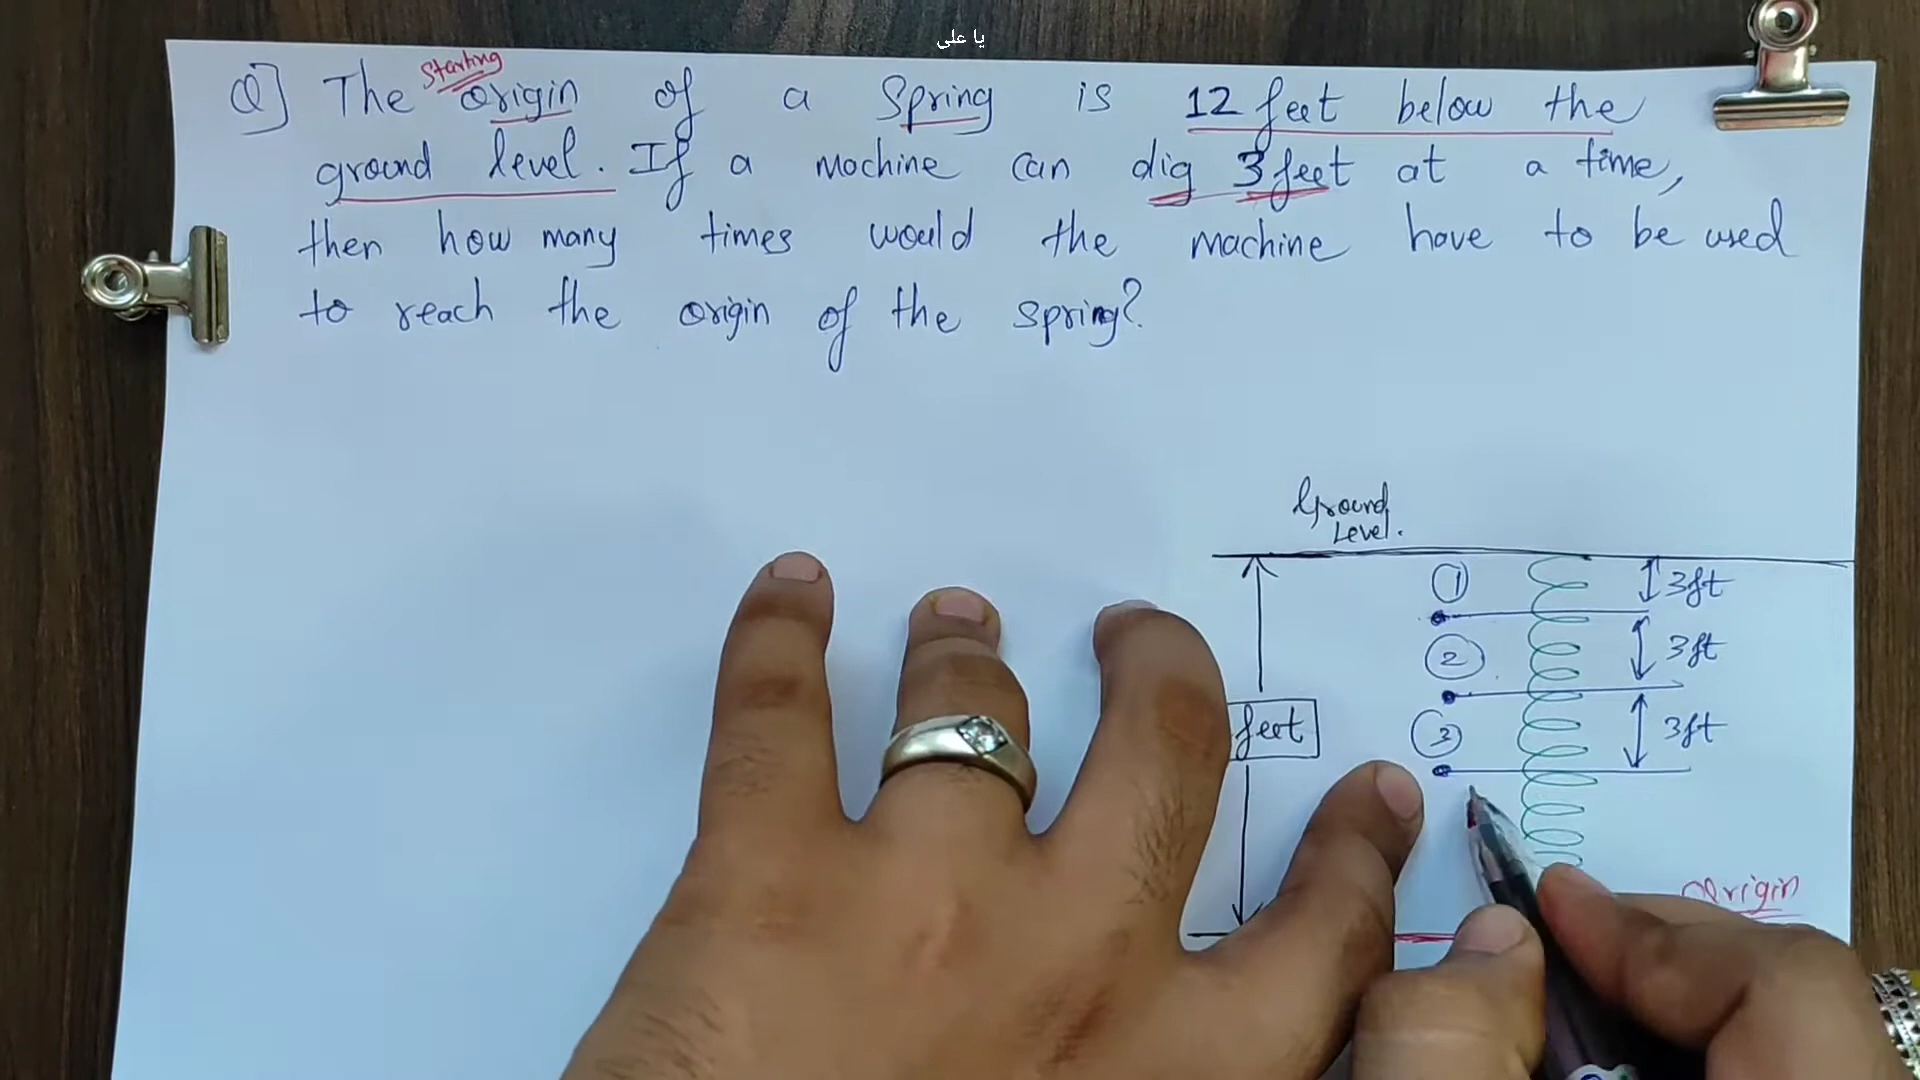 يا على
Starting
Q] The origin of a spring is 12 feet below the
ground level. If a machine can dig 3 feet at a time,
then how many times would the machine have to be used
to reach the origin of the spring?
Ground
Level.
① 3ft
② 3ft
feet ③ 3ft
Origin